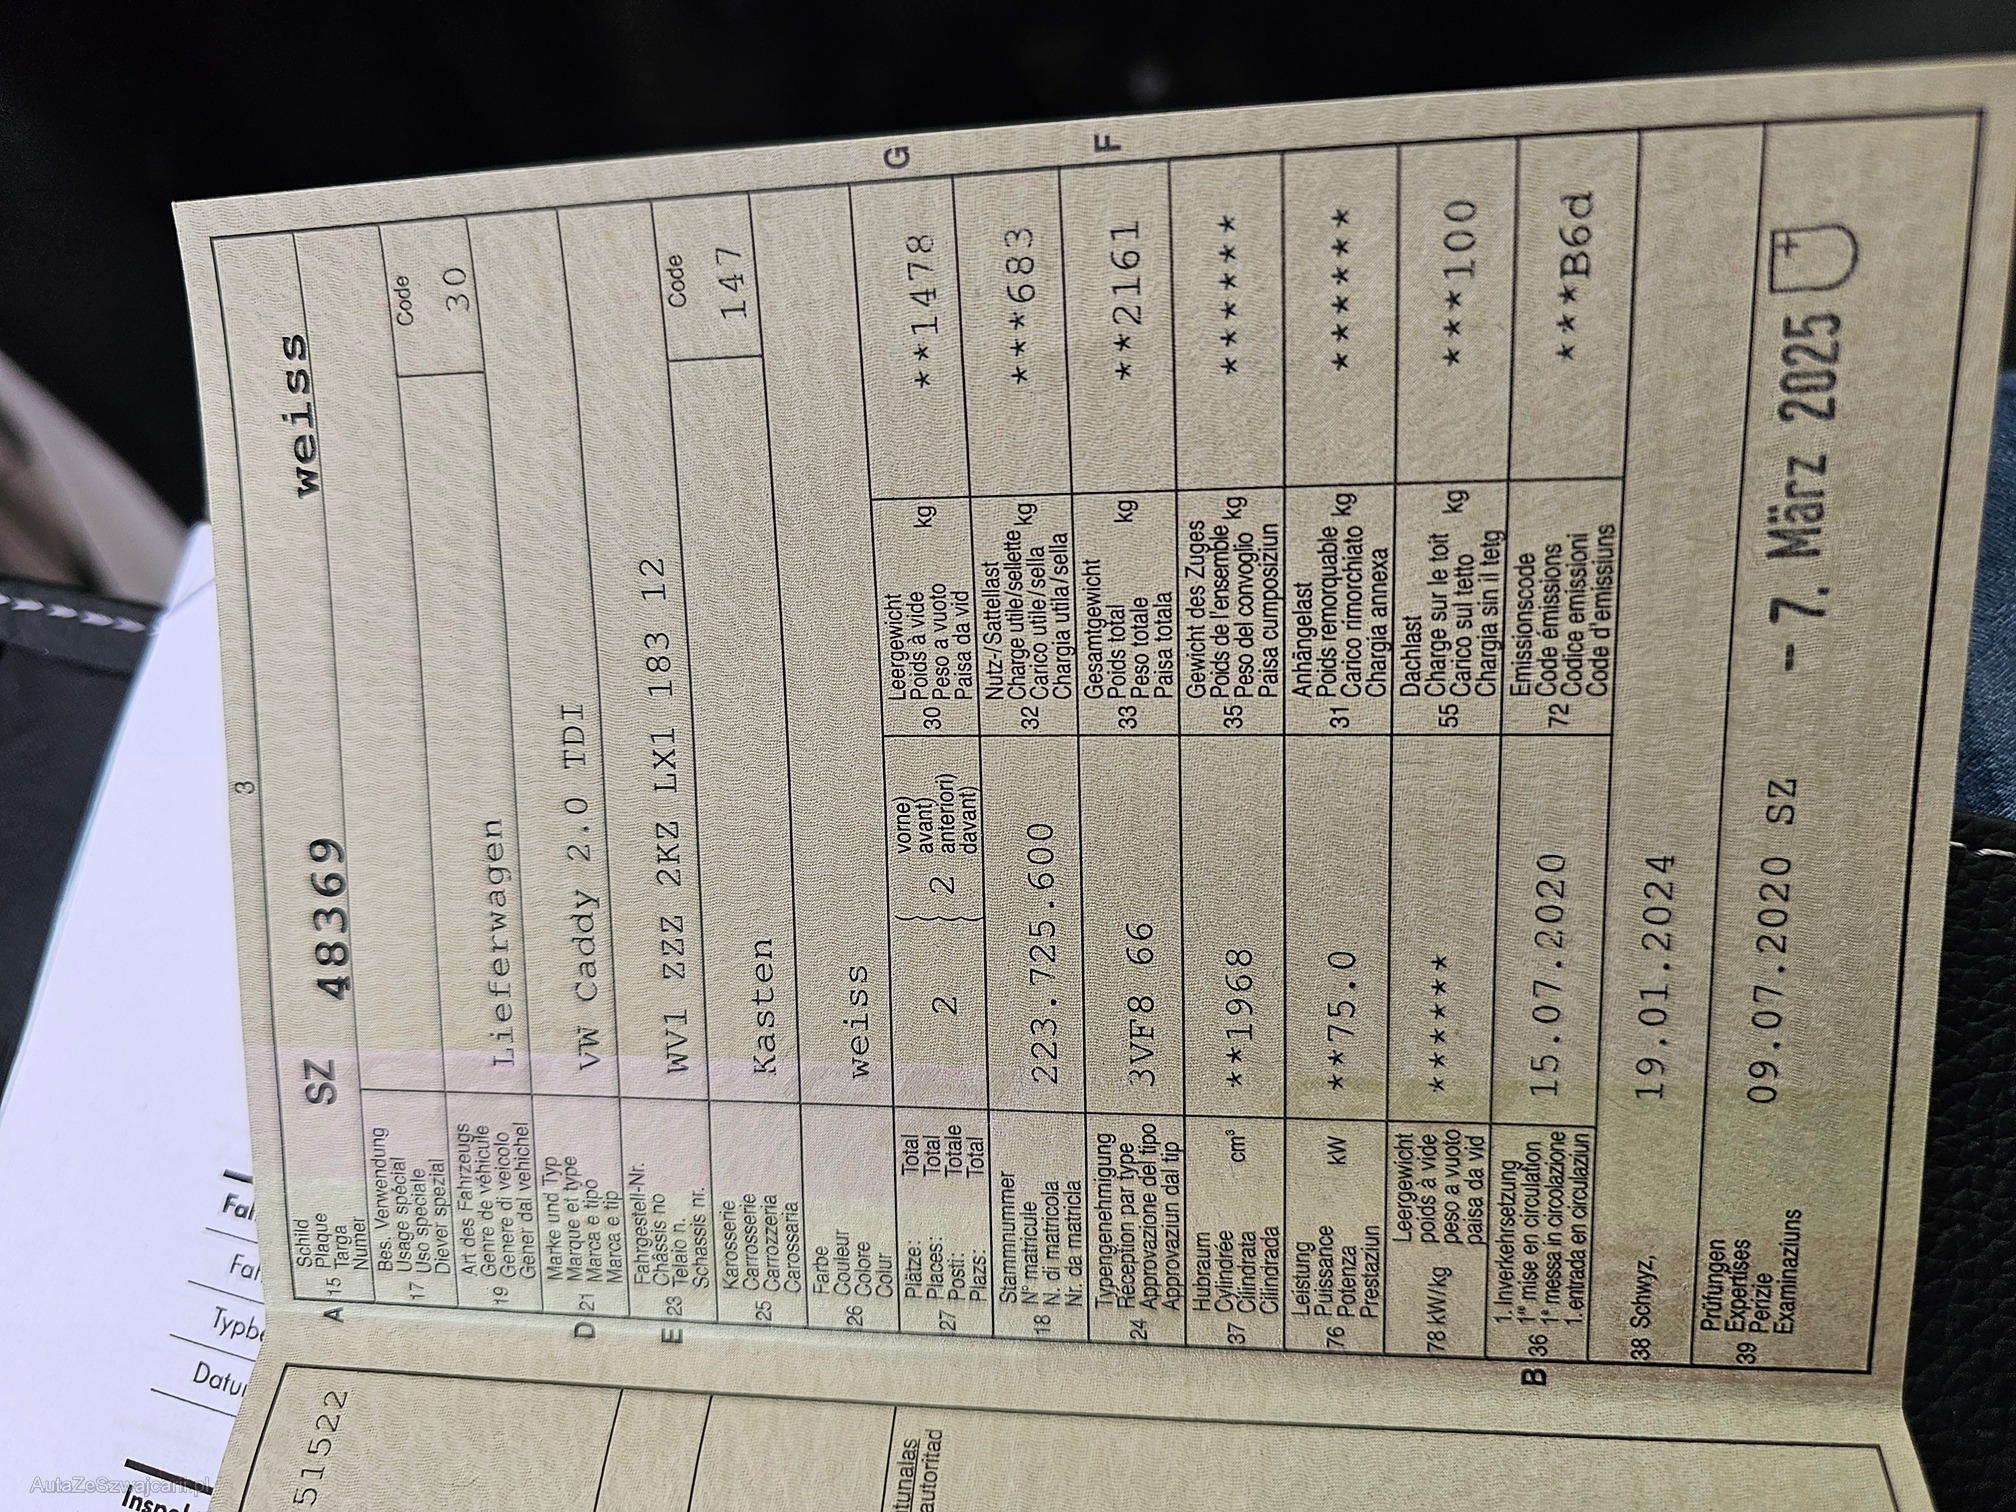 3
A 15 Schild
Plaque
Targa
Numer
SZ 48369 weiss
17 Bes. Verwendung
Usage spécial
Uso speciale
Diever spezial
19 Art des Fahrzeugs
Genre de véhicule
Genere di veicolo
Gener dal vehichel
Lieferwagen
Code
30
D 21 Marke und Typ
Marque et type
Marca e tipo
Marca e tip
VW Caddy 2.0 TDI
E 23 Fahrgestell-Nr.
Châssis no
Telaio n.
Schassis nr.
WV1 ZZZ 2KZ LX1 183 12
25 Karosserie
Carrosserie
Carrozzeria
Carossaria
Kasten
Code
147
26 Farbe
Couleur
Colore
Colur
weiss
27 Plätze: Total
Places: Total
Posti: Totale
Plazs: Total
2 { 2 vorne)
avant)
anteriori)
davant)
30 Leergewicht
Poids à vide
Peso a vuoto kg
Paisa da vid
**1478
G
18 Stammnummer
N° matricule
N. di matricola
Nr. da matricla
223.725.600
32 Nutz-/Sattellast
Charge utile/sellette kg
Carico utile/sella
Chargia utila/sella
***683
24 Typengenehmigung
Réception par type
Approvazione del tipo
Approvaziun dal tip
3VF8 66
33 Gesamtgewicht
Poids total kg
Peso totale
Paisa totala
**2161
F
37 Hubraum
Cylindrée cm³
Cilindrata
Cilindrada
**1968
35 Gewicht des Zuges
Poids de l'ensemble kg
Peso del convoglio
Paisa cumposiziun
******
76 Leistung
Puissance kW
Potenza
Prestaziun
**75.0
31 Anhängelast
Poids remorquable kg
Carico rimorchiato
Chargia annexa
******
78 kW/kg Leergewicht
poids à vide
peso a vuoto
paisa da vid
******
55 Dachlast
Charge sur le toit kg
Carico sul tetto
Chargia sin il tetg
***100
B 36 1. Inverkehrsetzung
1re mise en circulation
1a messa in circolazione
1. entrada en circulaziun
15.07.2020
72 Emissionscode
Code émissions
Codice emissioni
Code d'emissiuns
***B6d
38 Schwyz, 19.01.2024
39 Prüfungen
Expertises
Perizie
Examinaziuns
09.07.2020 SZ
- 7. März 2025
51522
tunalas
autoritad
Fal
Typbe
Datu
Inspe
AutaZeSzwajcarii.pl